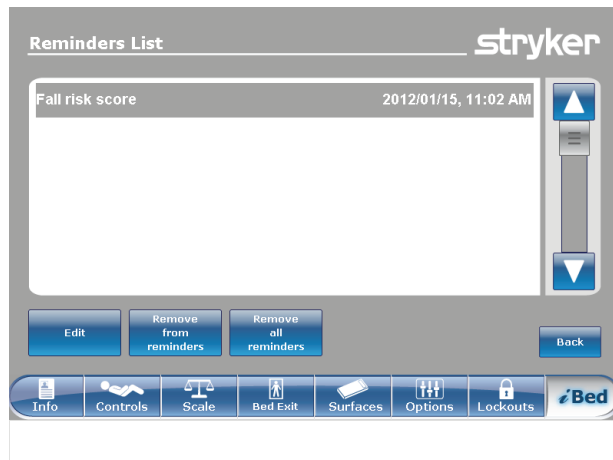 Reminders List
stryker
Fall risk score 2012/01/15, 11:02 AM
Edit
Remove
from
reminders
Remove
all
reminders
Back
Info Controls Scale Bed Exit Surfaces Options Lockouts iBed